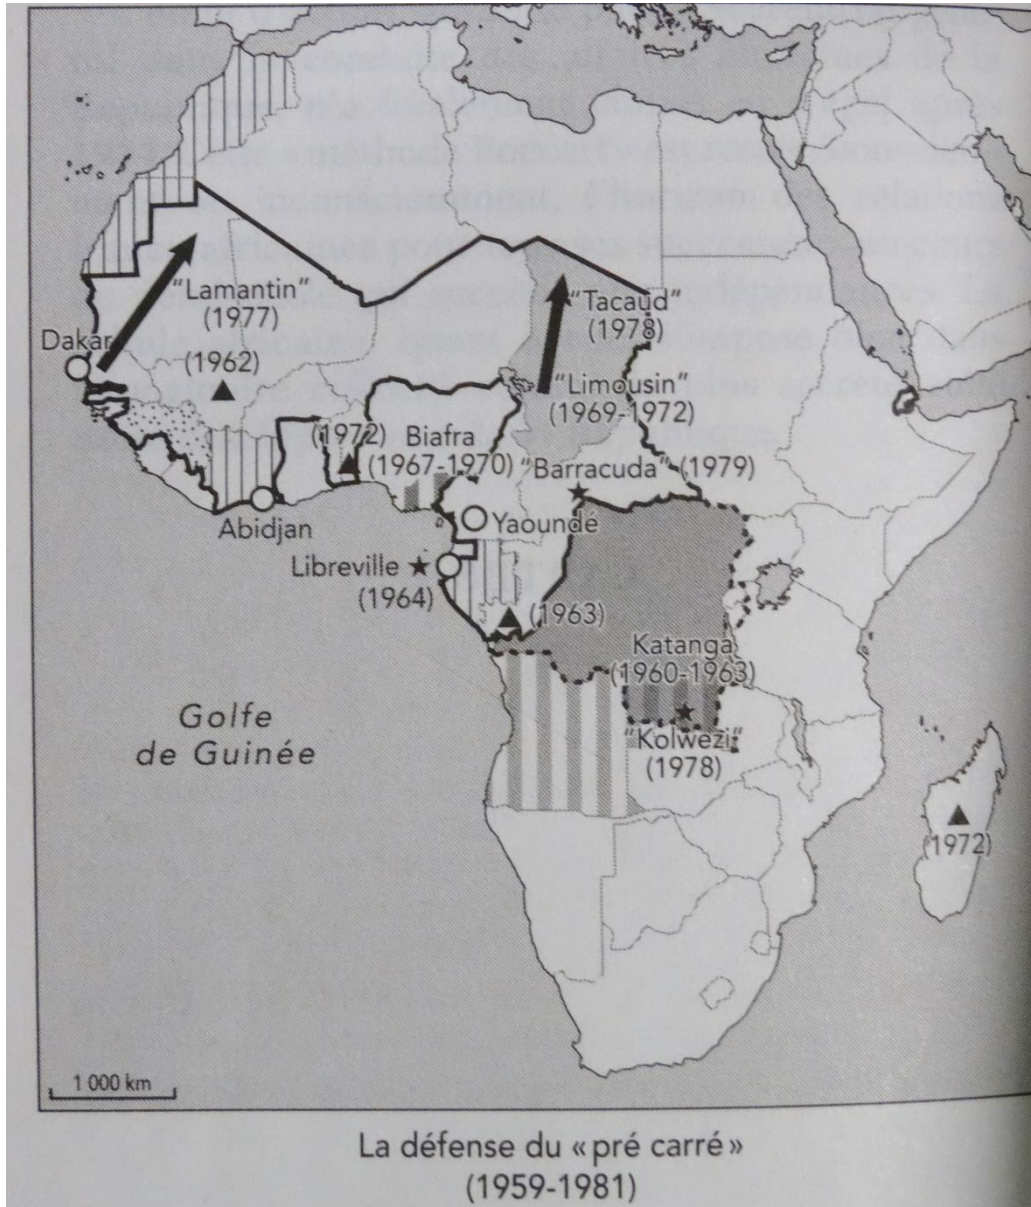 "Lamantin"
(1977)
"Tacaud"
(1978)
Dakar
(1962)
"Limousin"
(1969-1972)
(1972)
Biafra
(1967-1970)
"Barracuda"
(1979)
Abidjan
Yaoundé
Libreville
(1964)
(1963)
Katanga
(1960-1963)
Golfe
de Guinée
"Kolwezi"
(1978)
(1972)
1 000 km
La défense du « pré carré »
(1959-1981)